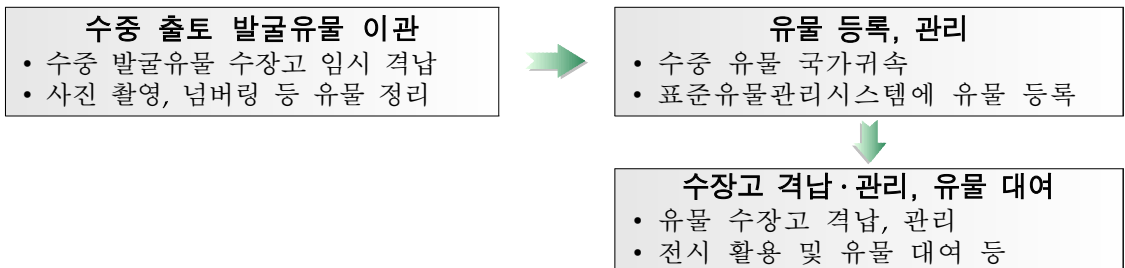 수중 출토 발굴유물 이관
• 수중 발굴유물 수장고 임시 격납
• 사진 촬영, 넘버링 등 유물 정리
유물 등록, 관리
• 수중 유물 국가귀속
• 표준유물관리시스템에 유물 등록
수장고 격납·관리, 유물 대여
• 유물 수장고 격납, 관리
• 전시 활용 및 유물 대여 등